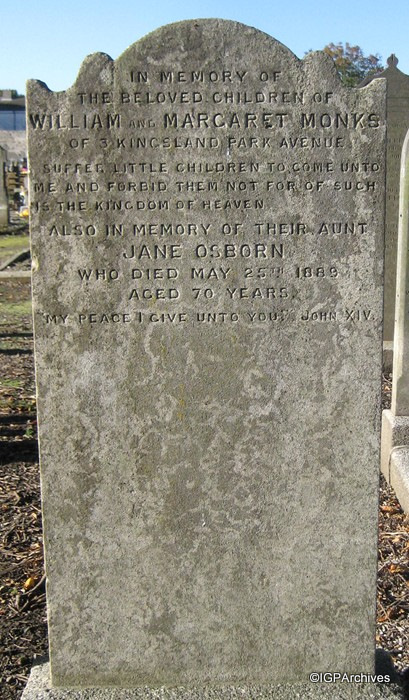 IN MEMORY OF
THE BELOVED CHILDREN OF
WILLIAM AND MARGARET MONKS
OF 3 KINGSLAND PARK AVENUE.
SUFFER LITTLE CHILDREN TO COME UNTO
ME AND FORBID THEM NOT FOR OF SUCH
IS THE KINGDOM OF HEAVEN.
ALSO IN MEMORY OF THEIR AUNT
JANE OSBORN
WHO DIED MAY 25TH 1889
AGED 70 YEARS.
"MY PEACE I GIVE UNTO YOU." JOHN XIV.
©IGPArchives